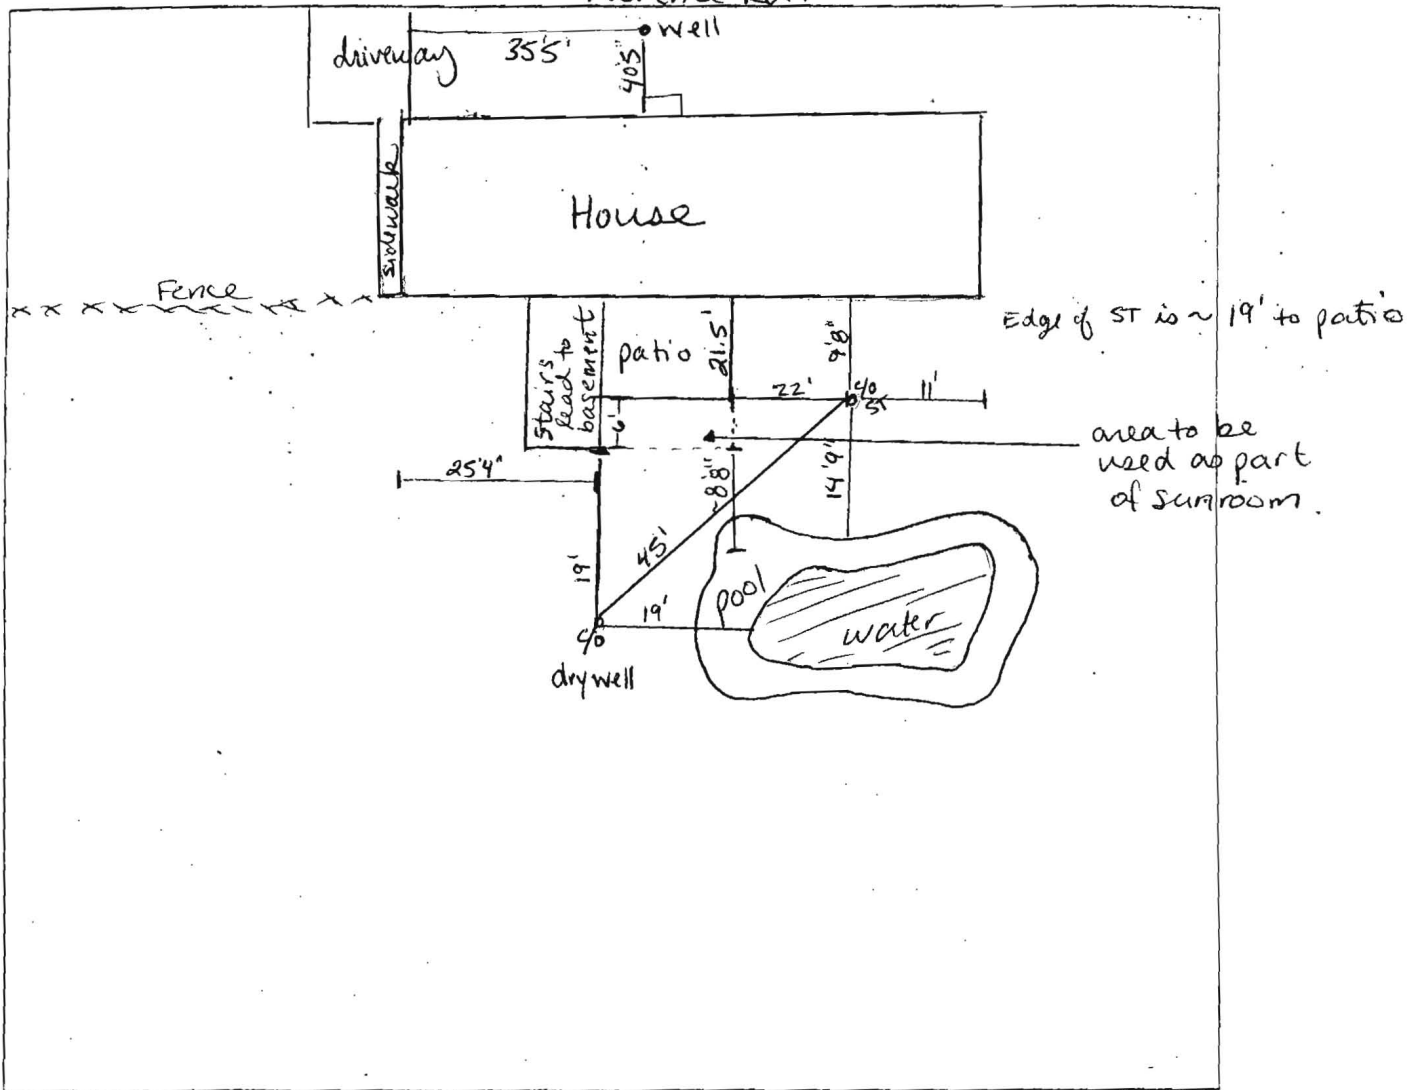 well
driveway
35'5'
40'5"
sidewalk
House
Fence
Edge of ST is ~ 19' to patio
Stairs
lead to
basement
patio
21.5'
9'8"
22'
c/o
ST
11'
6'
area to be
used as part
of sunroom.
25'4"
~8'8"
14'9"
19'
45'
19'
pool
water
c/o
drywell